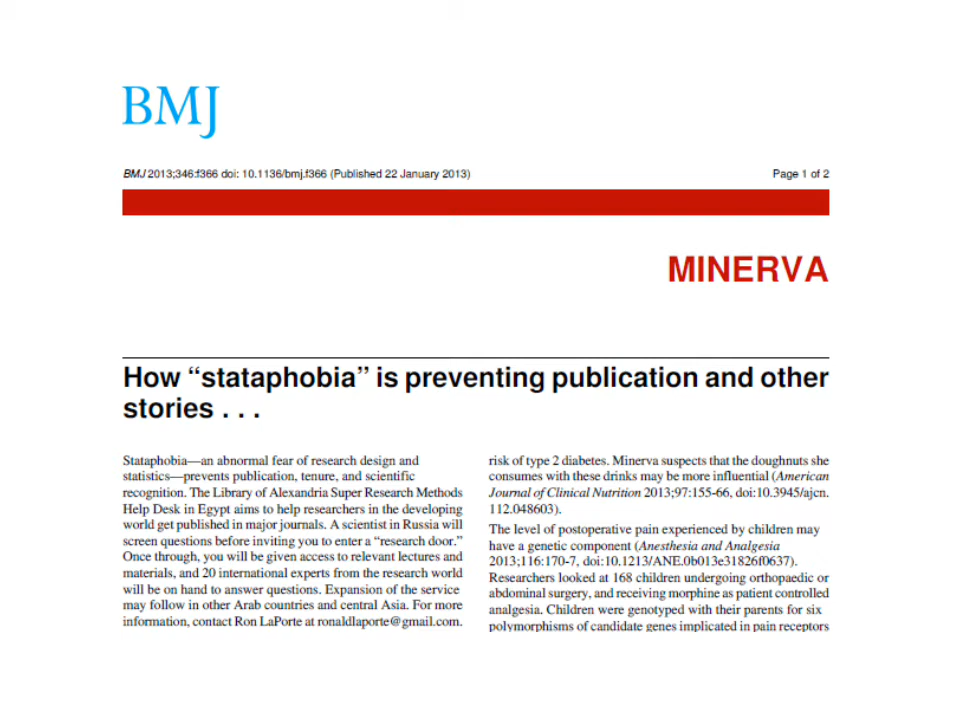 BMJ
BMJ 2013;346:f366 doi: 10.1136/bmj.f366 (Published 22 January 2013)
Page 1 of 2
MINERVA
How “stataphobia” is preventing publication and other
stories . . .
Stataphobia—an abnormal fear of research design and
statistics—prevents publication, tenure, and scientific
recognition. The Library of Alexandria Super Research Methods
Help Desk in Egypt aims to help researchers in the developing
world get published in major journals. A scientist in Russia will
screen questions before inviting you to enter a “research door.”
Once through, you will be given access to relevant lectures and
materials, and 20 international experts from the research world
will be on hand to answer questions. Expansion of the service
may follow in other Arab countries and central Asia. For more
information, contact Ron LaPorte at ronaldlaporte@gmail.com.
risk of type 2 diabetes. Minerva suspects that the doughnuts she
consumes with these drinks may be more influential (American
Journal of Clinical Nutrition 2013;97:155-66, doi:10.3945/ajcn.
112.048603).
The level of postoperative pain experienced by children may
have a genetic component (Anesthesia and Analgesia
2013;116:170-7, doi:10.1213/ANE.0b013e31826f0637).
Researchers looked at 168 children undergoing orthopaedic or
abdominal surgery, and receiving morphine as patient controlled
analgesia. Children were genotyped with their parents for six
polymorphisms of candidate genes implicated in pain receptors